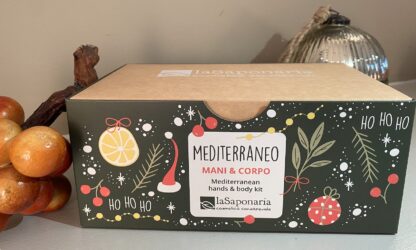 laSaponaria
MEDITERRANEO
MANI & CORPO
Mediterranean
hands & body kit
laSaponaria
HO HO HO
HO HO HO
HO HO HO